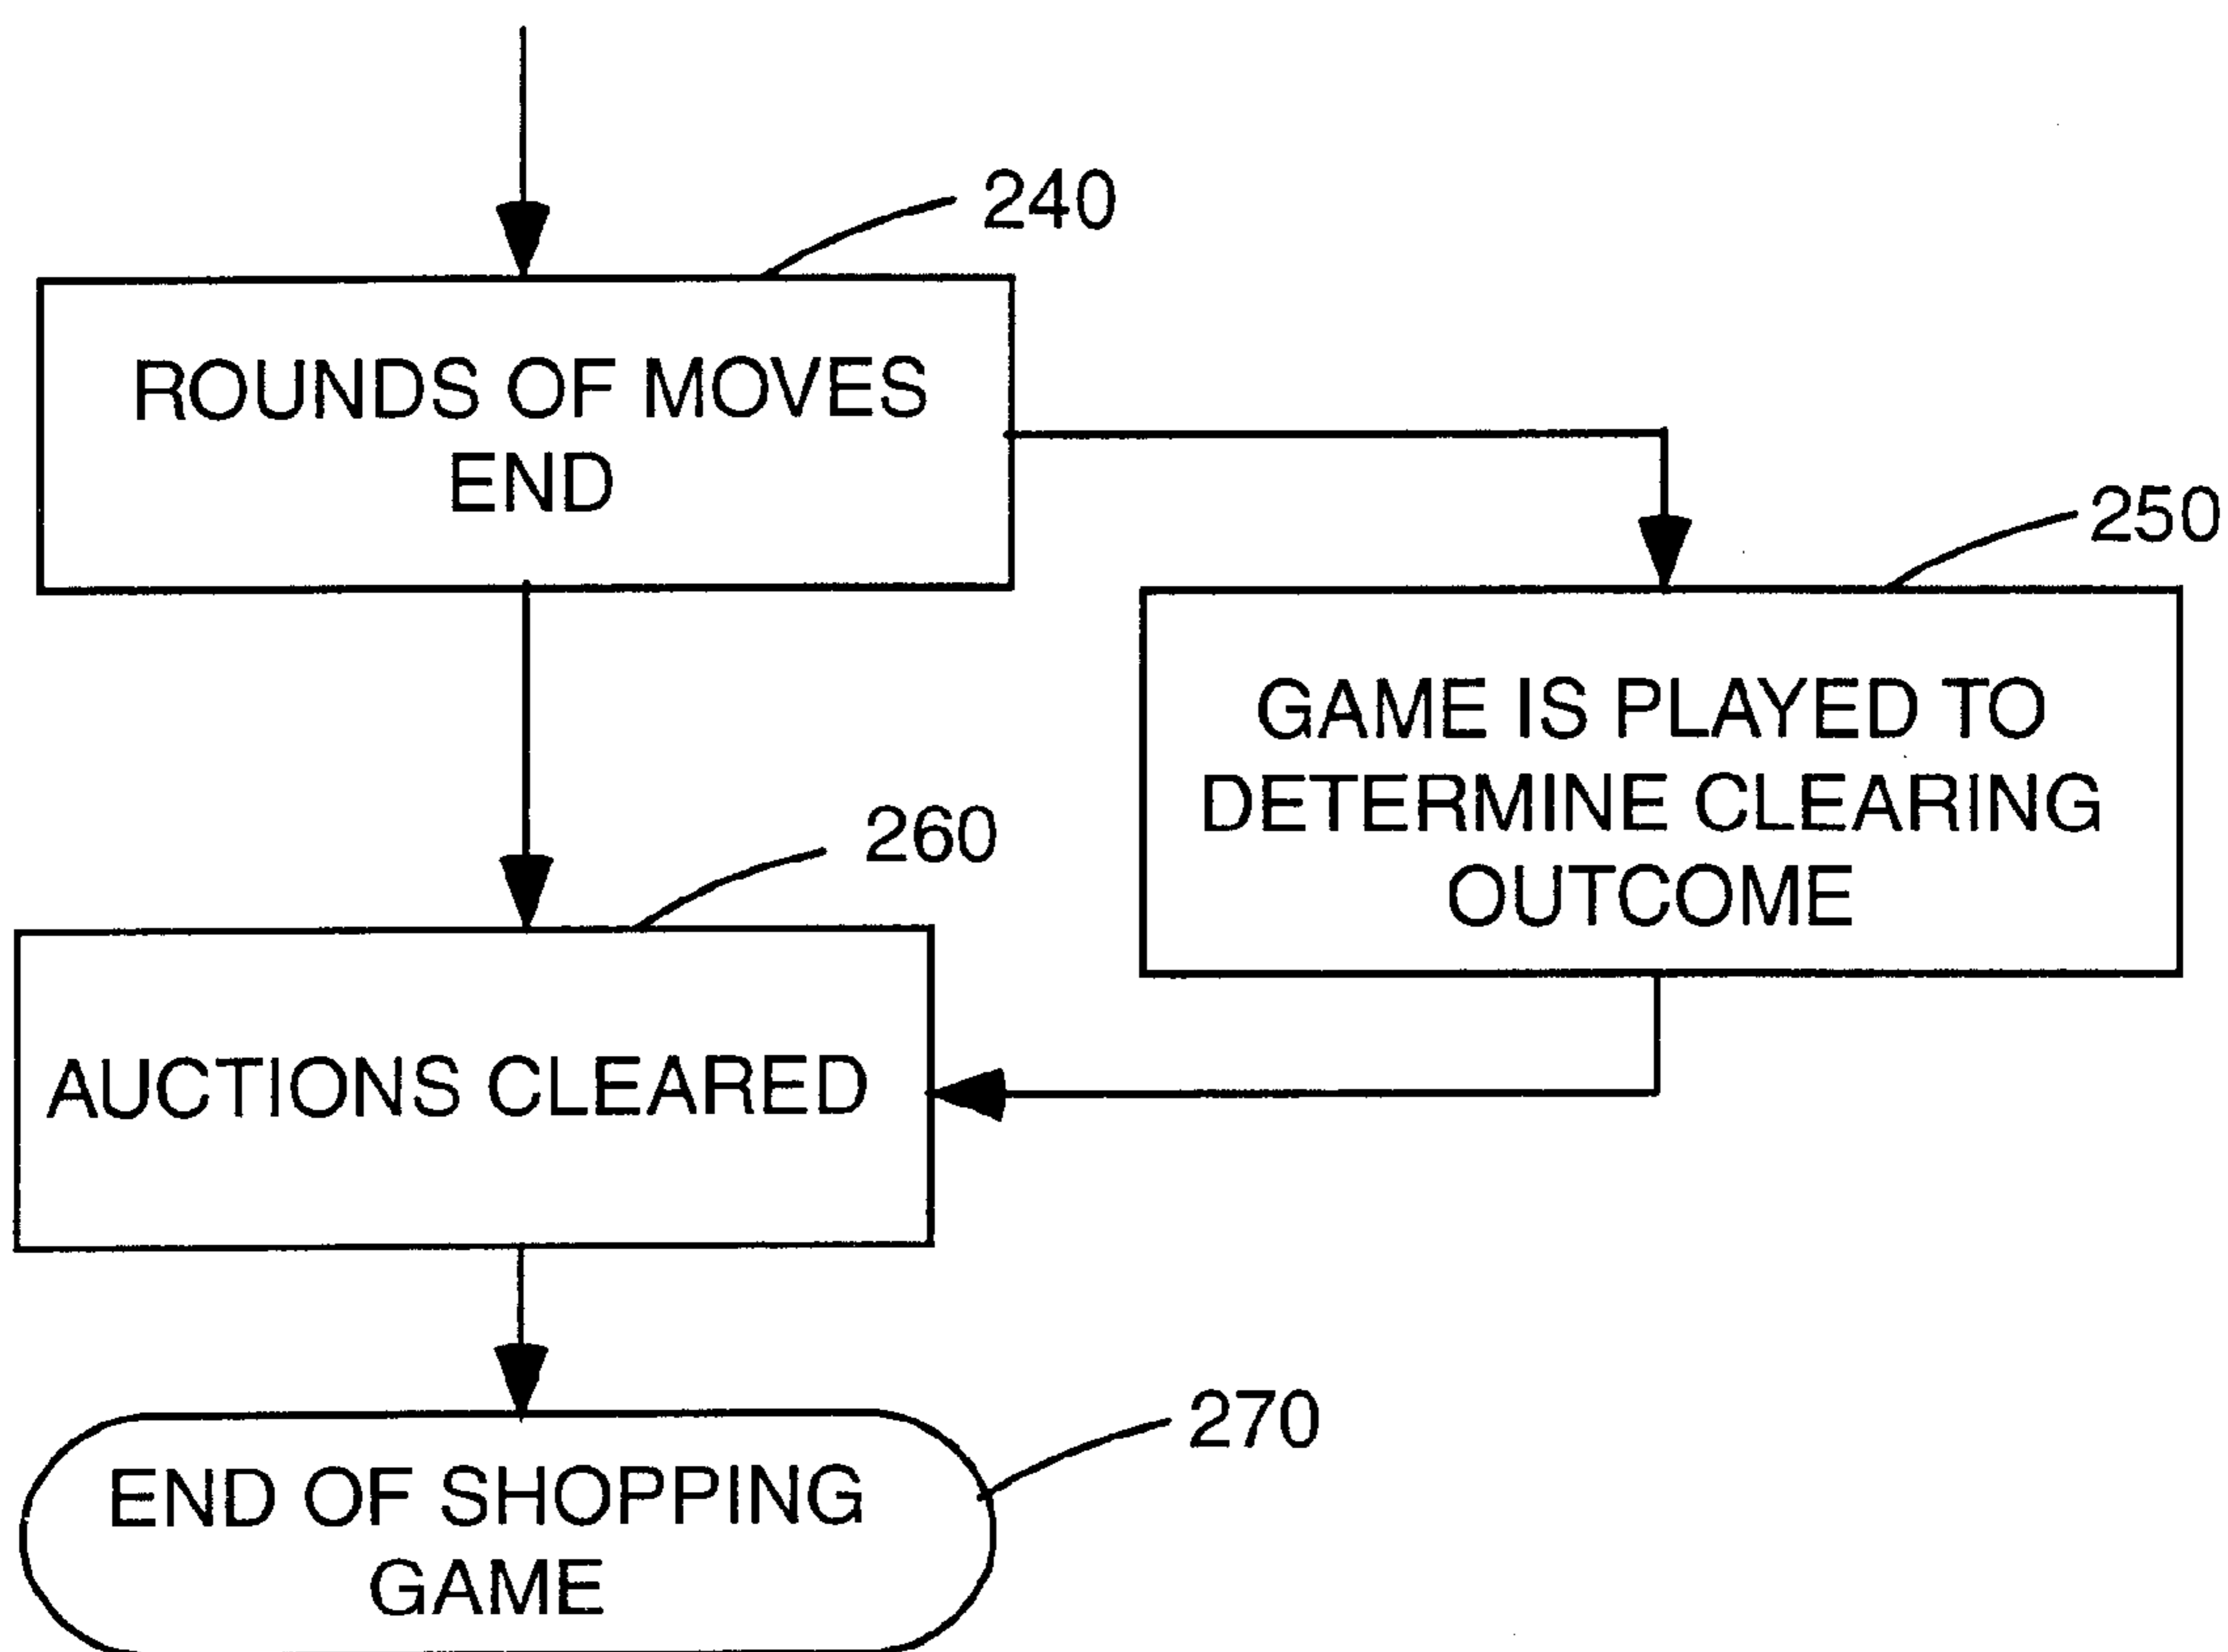 240
ROUNDS OF MOVES
END
250
GAME IS PLAYED TO
DETERMINE CLEARING
OUTCOME
260
AUCTIONS CLEARED
270
END OF SHOPPING
GAME